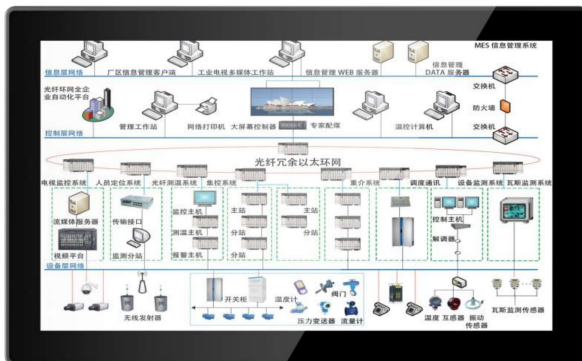 MES 信息管理系统
信息层网络 厂区信息管理客户端 工业电视多媒体工作站 信息管理 WEB 服务器 信息管理 DATA 服务器
交换机
光纤环网全企业自动化平台
防火墙
管理工作站 网络打印机 大屏幕控制器 专家配煤 温控计算机
控制层网络
交换机
光纤冗余以太环网
电视监控系统 人员定位系统 光纤测温系统 集控系统 重介系统 调度通讯 设备监测系统 瓦斯监测系统
流媒体服务器 传输接口 监控主机 主站 主站 控制主机
测温主机 分站 分站 解调器
视频平台 监测分站 报警主机 分站
设备层网络
开关柜 温度计 阀门
无线发射器 压力变送器 流量计 温度 互感器 振动传感器 瓦斯监测传感器